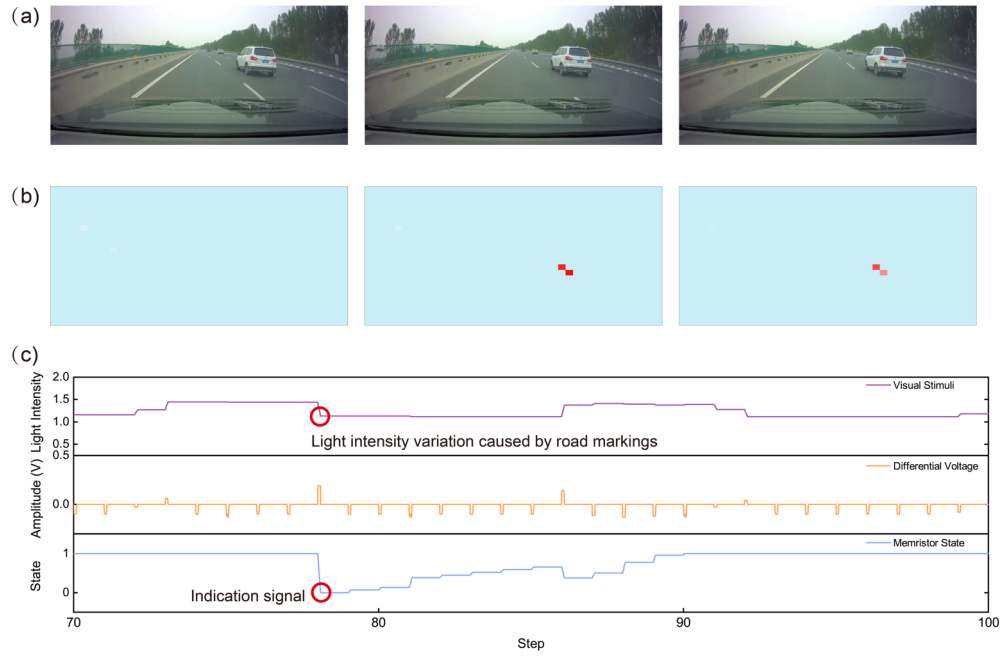 (a)
(b)
(c)
Light Intensity
2.0
1.5
1.0
0.5
Visual Stimuli
Light intensity variation caused by road markings
Amplitude (V)
0.5
0.0
Differential Voltage
State
1
0
Memristor State
Indication signal
70
80
90
100
Step